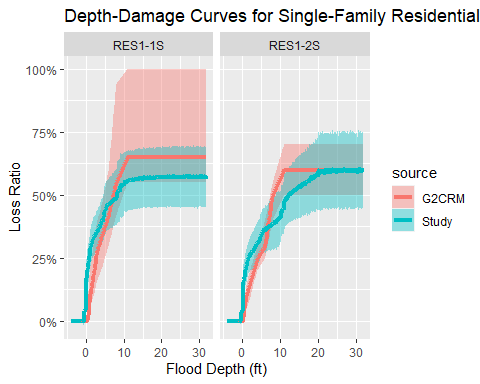 Depth-Damage Curves for Single-Family Residential
RES1-1S
RES1-2S
100%
75%
50%
25%
0%
Loss Ratio
0
10
20
30
0
10
20
30
Flood Depth (ft)
source
G2CRM
Study